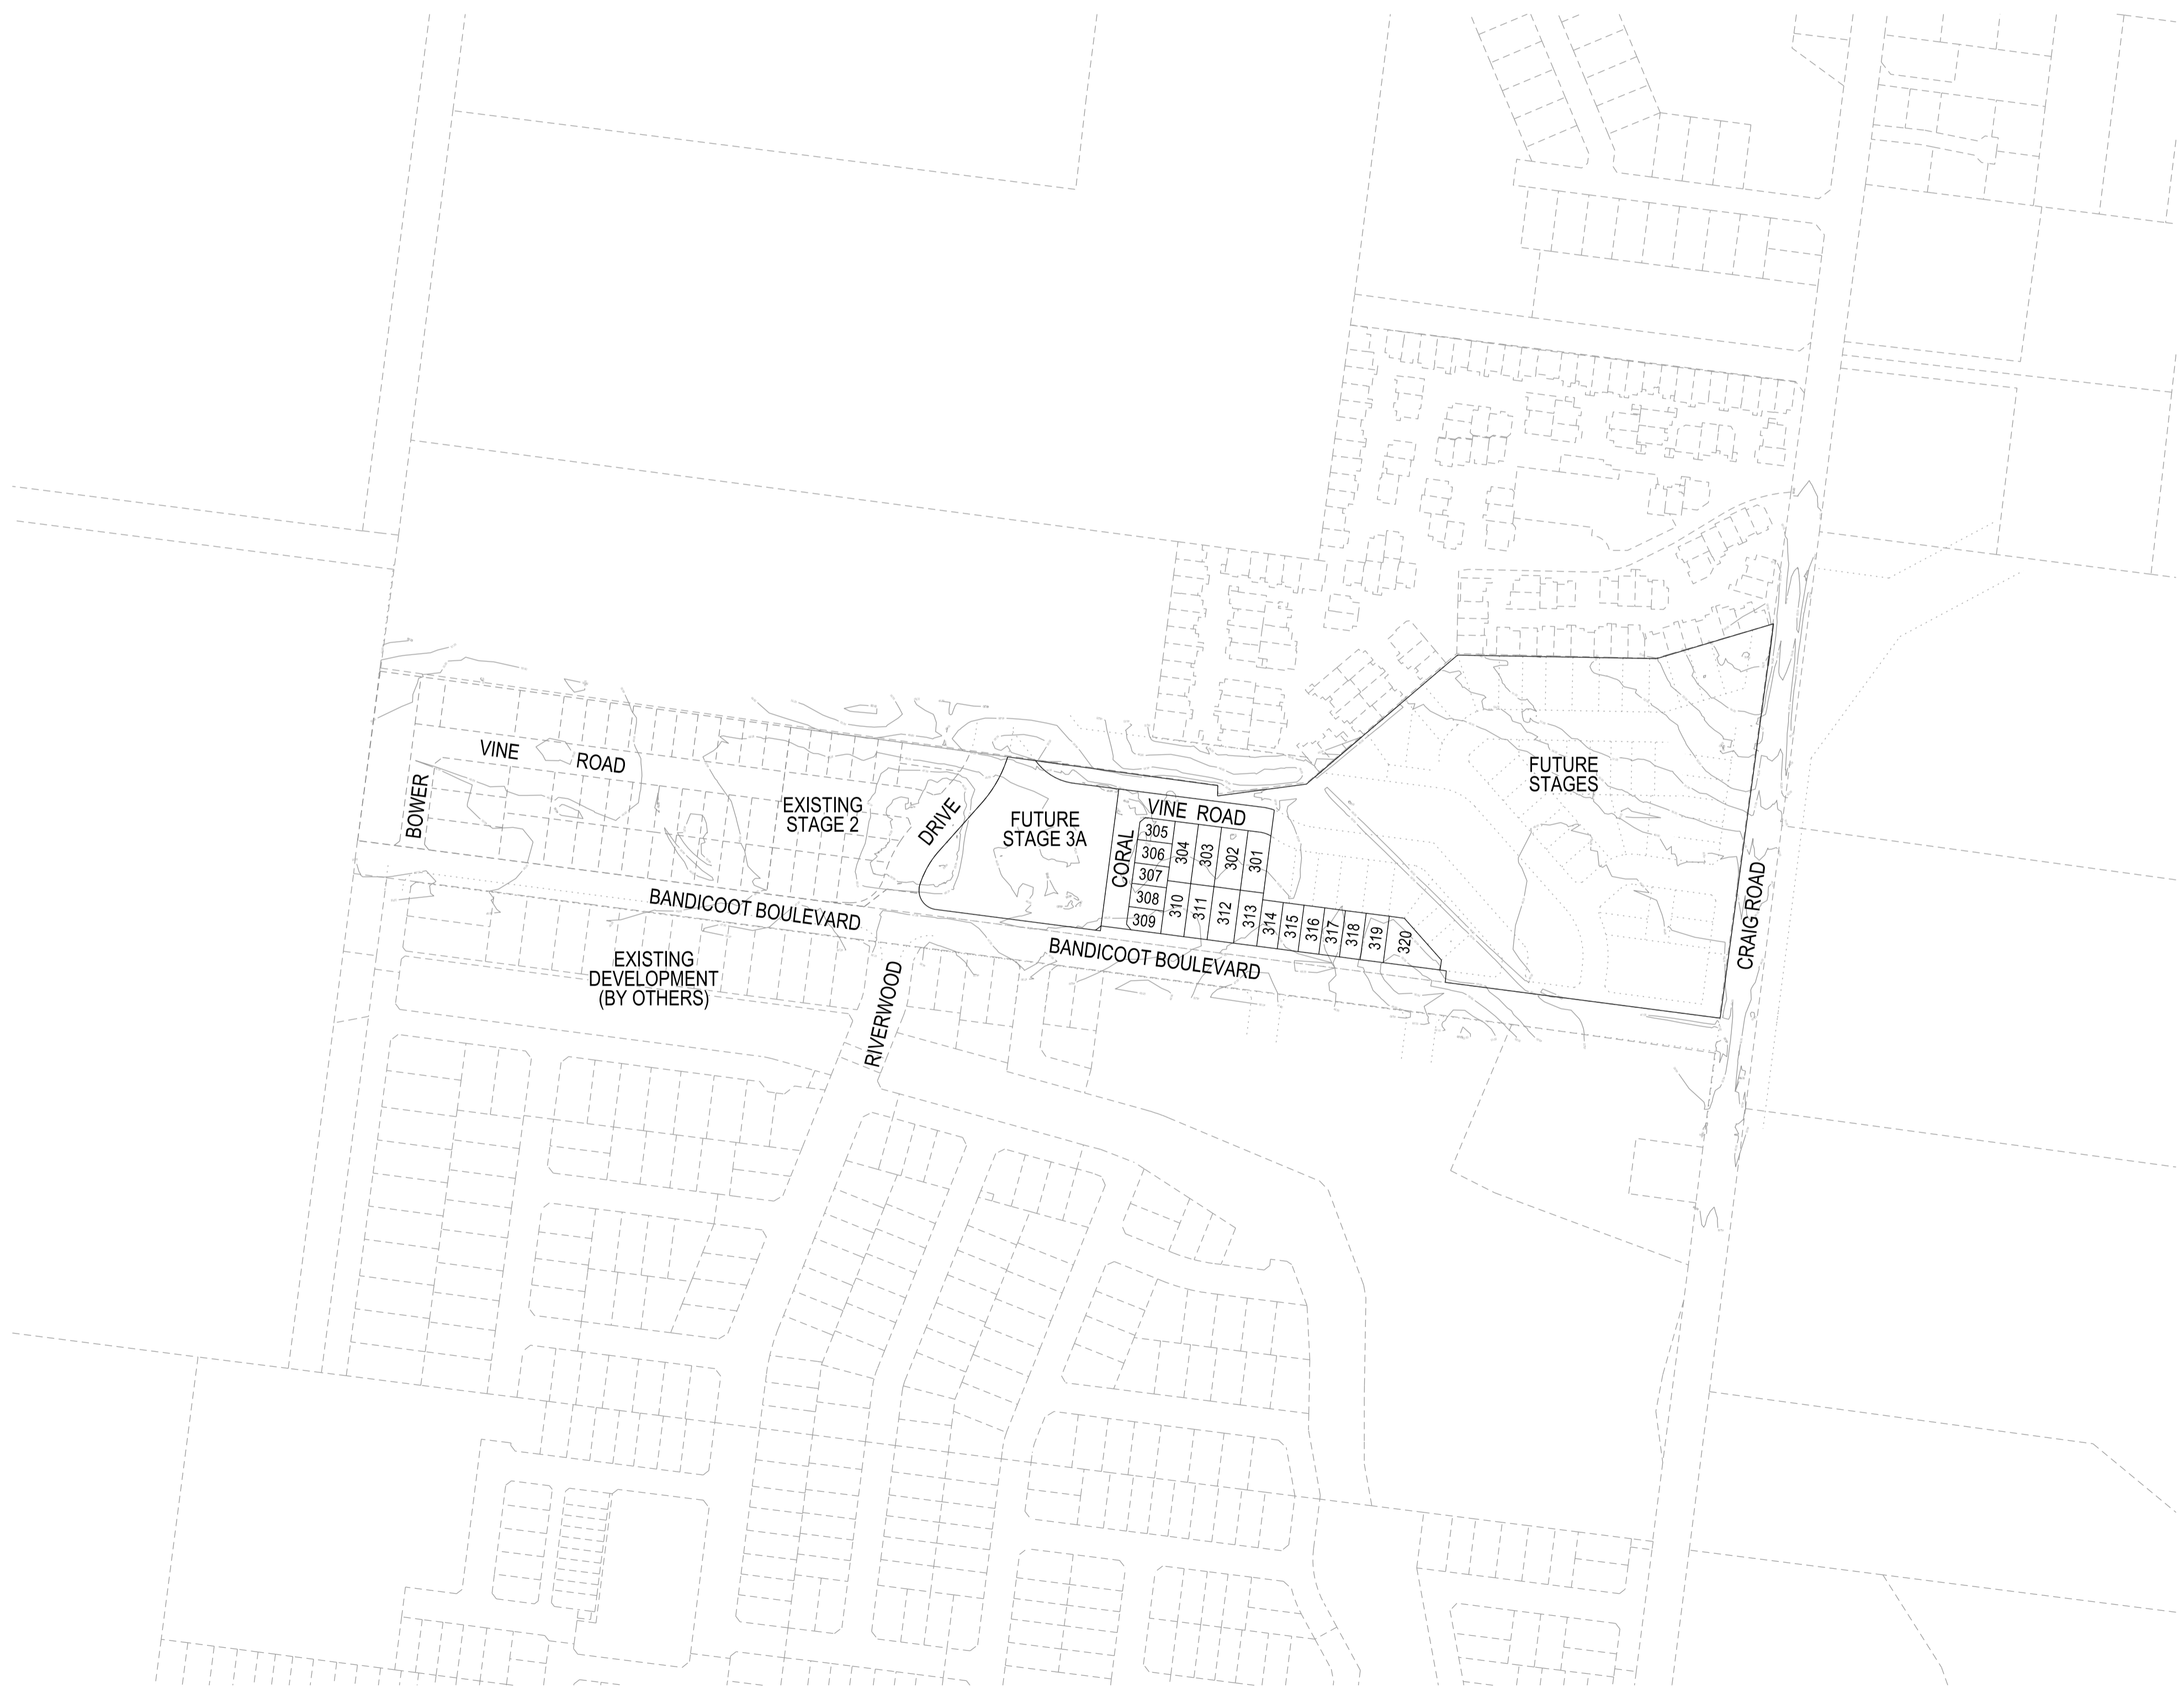 VINE ROAD
BOWER
EXISTING
STAGE 2
DRIVE
FUTURE
STAGE 3A
CORAL
VINE ROAD
305
306
307
308
309
304
303
302
301
310
311
312
313
314
315
316
317
318
319
320
FUTURE
STAGES
CRAIG ROAD
BANDICOOT BOULEVARD
BANDICOOT BOULEVARD
EXISTING
DEVELOPMENT
(BY OTHERS)
RIVERWOOD